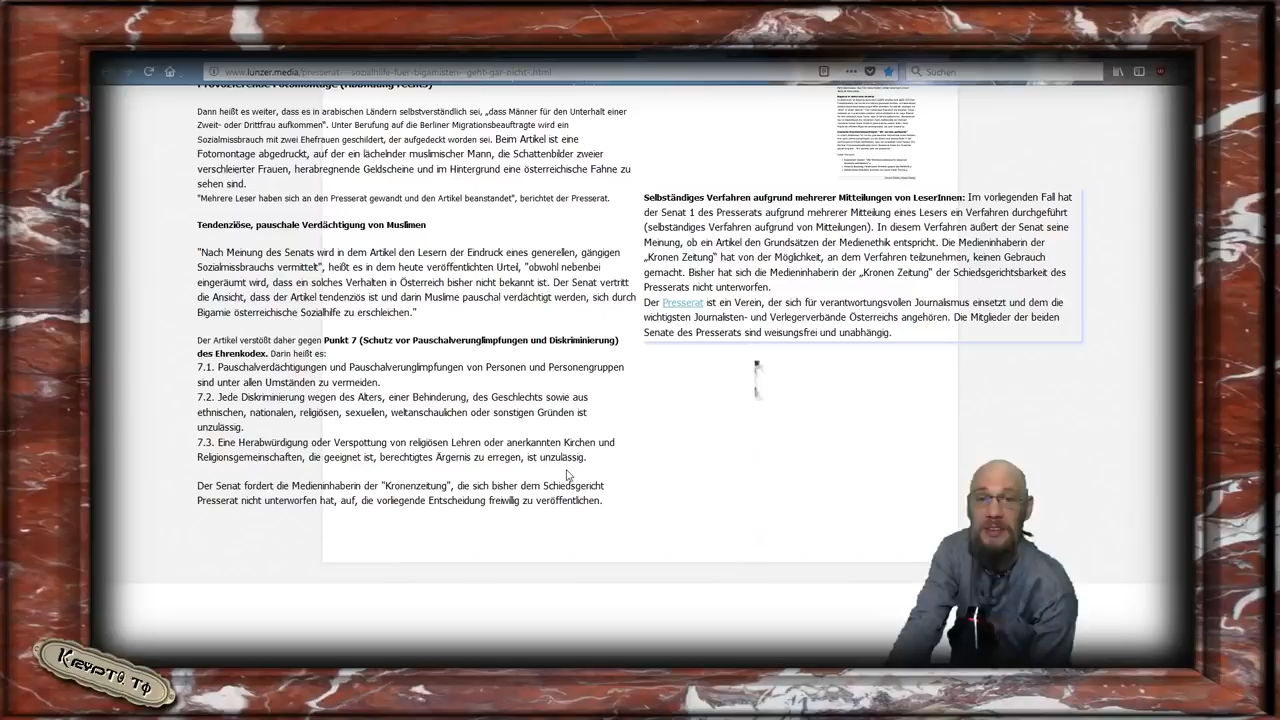 www.lunzer.media/presserat---sozialhilfe-fuer-bigamisten--geht-gar-nicht-.html
Suchen
Provozierende Fotomontage (Abbildung rechts)
Daher heißt es weiter, dass es in arabischen Ländern selbstverständlich sei, „dass Männer für den Unterhalt einer
Zweit- oder Drittfrau aufkommen". Unter Berufung auf die Berliner Migrationsbeauftragte wird ein
mit drei Ehefrauen geschildert, der publik worden sei. Beim Artikel ist eine
Fotomontage abgedruckt, auf der ein lächelnder muslimischer Mann, die Schattenbilder zweier
verschleierter Frauen, herabregnende Geldscheine und im Hintergrund eine österreichische Fahne zu
sehen sind.
"Mehrere Leser haben sich an den Presserat gewandt und den Artikel beanstandet", berichtet der Presserat.
Tendenziöse, pauschale Verdächtigung von Muslimen
"Nach Meinung des Senats wird in dem Artikel den Lesern der Eindruck eines generellen, gängigen
Sozialmissbrauchs vermittelt", heißt es in dem heute veröffentlichten Urteil, "obwohl nebenbei
eingeräumt wird, dass ein solches Verhalten in Österreich bisher nicht bekannt ist. Der Senat vertritt
die Ansicht, dass der Artikel tendenziös ist und darin Muslime pauschal verdächtigt werden, sich durch
Bigamie österreichische Sozialhilfe zu erschleichen."
Der Artikel verstößt daher gegen Punkt 7 (Schutz vor Pauschalverunglimpfungen und Diskriminierung)
des Ehrenkodex. Darin heißt es:
7.1. Pauschalverdächtigungen und Pauschalverunglimpfungen von Personen und Personengruppen
sind unter allen Umständen zu vermeiden.
7.2. Jede Diskriminierung wegen des Alters, einer Behinderung, des Geschlechts sowie aus
ethnischen, nationalen, religiösen, sexuellen, weltanschaulichen oder sonstigen Gründen ist
unzulässig.
7.3. Eine Herabwürdigung oder Verspottung von religiösen Lehren oder anerkannten Kirchen und
Religionsgemeinschaften, die geeignet ist, berechtigtes Ärgernis zu erregen, ist unzulässig.
Der Senat fordert die Medieninhaberin der "Kronenzeitung", die sich bisher dem Schiedsgericht
Presserat nicht unterworfen hat, auf, die vorliegende Entscheidung freiwillig zu veröffentlichen.
Selbständiges Verfahren aufgrund mehrerer Mitteilungen von LeserInnen: Im vorliegenden Fall hat
der Senat 1 des Presserats aufgrund mehrerer Mitteilung eines Lesers ein Verfahren durchgeführt
(selbständiges Verfahren aufgrund von Mitteilungen). In diesem Verfahren äußert der Senat seine
Meinung, ob ein Artikel den Grundsätzen der Medienethik entspricht. Die Medieninhaberin der
„Kronen Zeitung" hat von der Möglichkeit, an dem Verfahren teilzunehmen, keinen Gebrauch
gemacht. Bisher hat sich die Medieninhaberin der „Kronen Zeitung" der Schiedsgerichtsbarkeit des
Presserats nicht unterworfen.
Der Presserat ist ein Verein, der sich für verantwortungsvollen Journalismus einsetzt und dem die
wichtigsten Journalisten- und Verlegerverbände Österreichs angehören. Die Mitglieder der beiden
Senate des Presserats sind weisungsfrei und unabhängig.